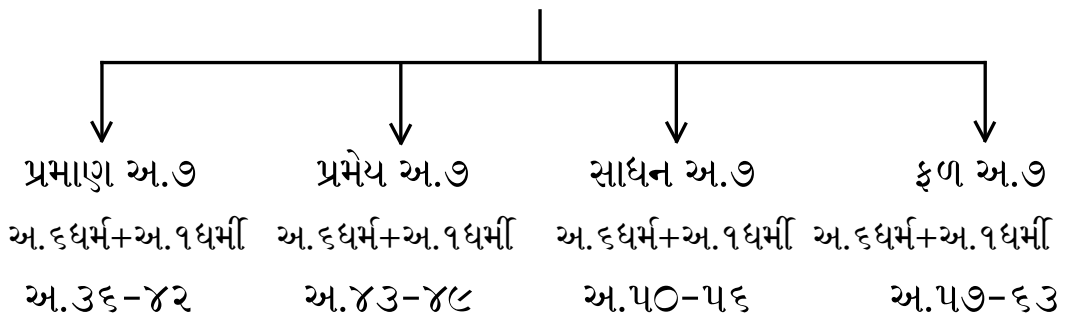 પ્રમાણ અ.૭ પ્રમેય અ.૭ સાધન અ.૭ ફળ અ.૭
અ.૬ધર્મ+અ.૧ધર્મી અ.૬ધર્મ+અ.૧ધર્મી અ.૬ધર્મ+અ.૧ધર્મી અ.૬ધર્મ+અ.૧ધર્મી
અ.૩૬-૪૨ અ.૪૩-૪૯ અ.૫૦-૫૬ અ.૫૭-૬૩